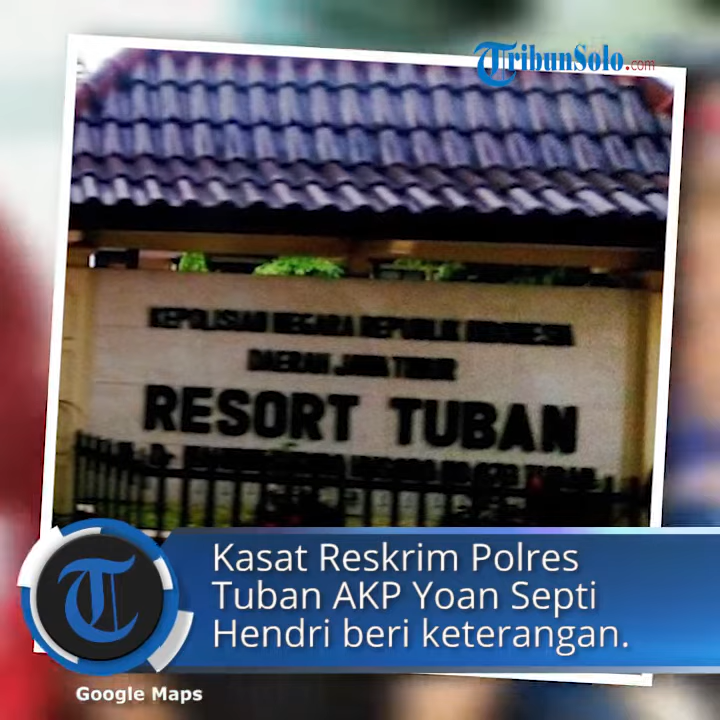 TribunSolo.com
KEPOLISIAN NEGARA REPUBLIK INDONESIA
DAERAH JAWA TIMUR
RESORT TUBAN
Kasat Reskrim Polres
Tuban AKP Yoan Septi
Hendri beri keterangan.
Google Maps